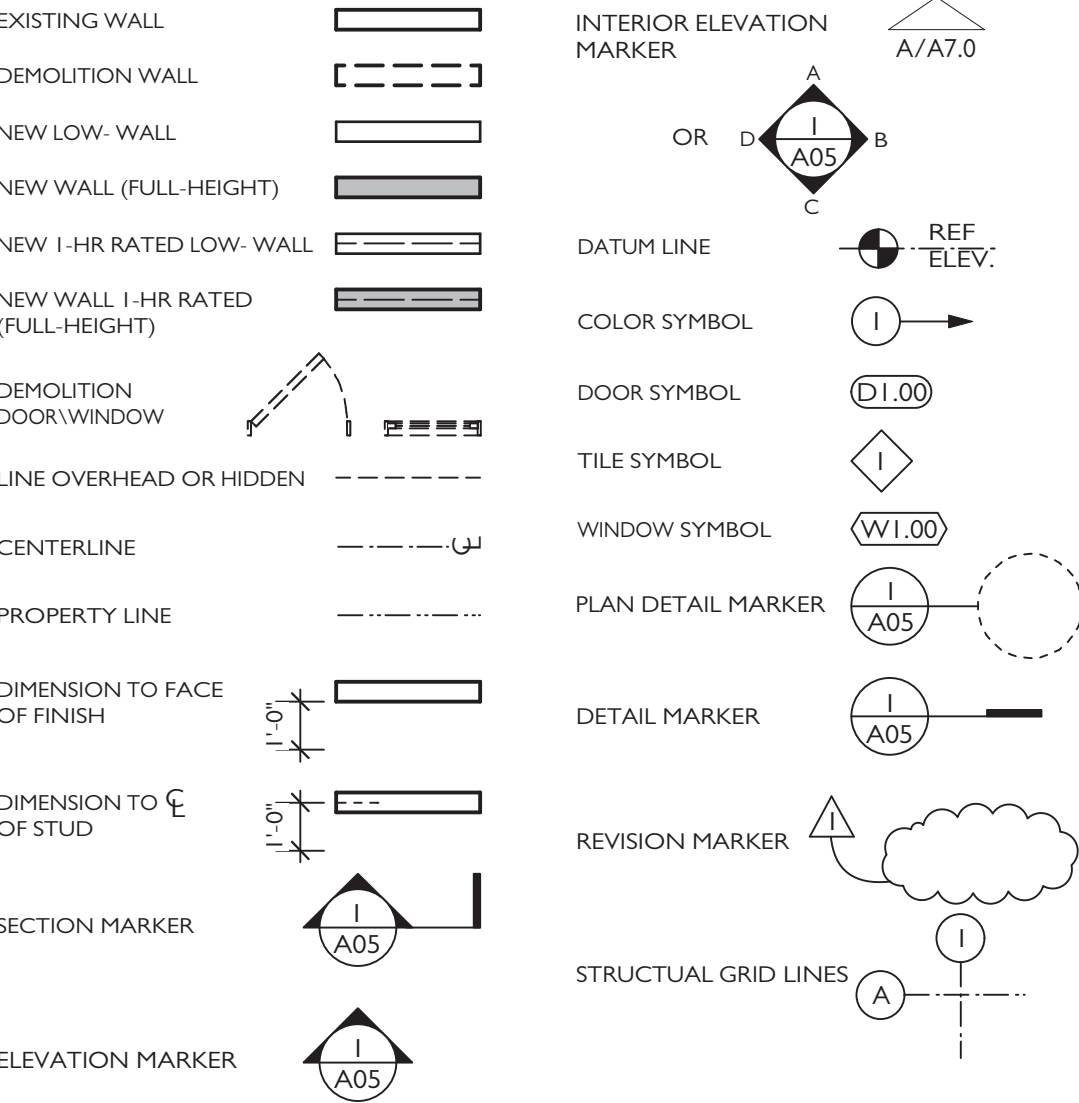 EXISTING WALL
DEMOLITION WALL
NEW LOW- WALL
NEW WALL (FULL-HEIGHT)
NEW 1-HR RATED LOW- WALL
NEW WALL 1-HR RATED
(FULL-HEIGHT)
DEMOLITION
DOOR\WINDOW
LINE OVERHEAD OR HIDDEN
CENTERLINE
PROPERTY LINE
DIMENSION TO FACE
OF FINISH
1'-0"
DIMENSION TO ℄
OF STUD
1'-0"
SECTION MARKER
1
A05
ELEVATION MARKER
1
A05
INTERIOR ELEVATION
MARKER
A/A7.0
OR
A
D
B
C
1
A05
DATUM LINE
REF
ELEV.
COLOR SYMBOL
1
DOOR SYMBOL
D1.00
TILE SYMBOL
1
WINDOW SYMBOL
W1.00
PLAN DETAIL MARKER
1
A05
DETAIL MARKER
1
A05
REVISION MARKER
1
STRUCTUAL GRID LINES
1
A